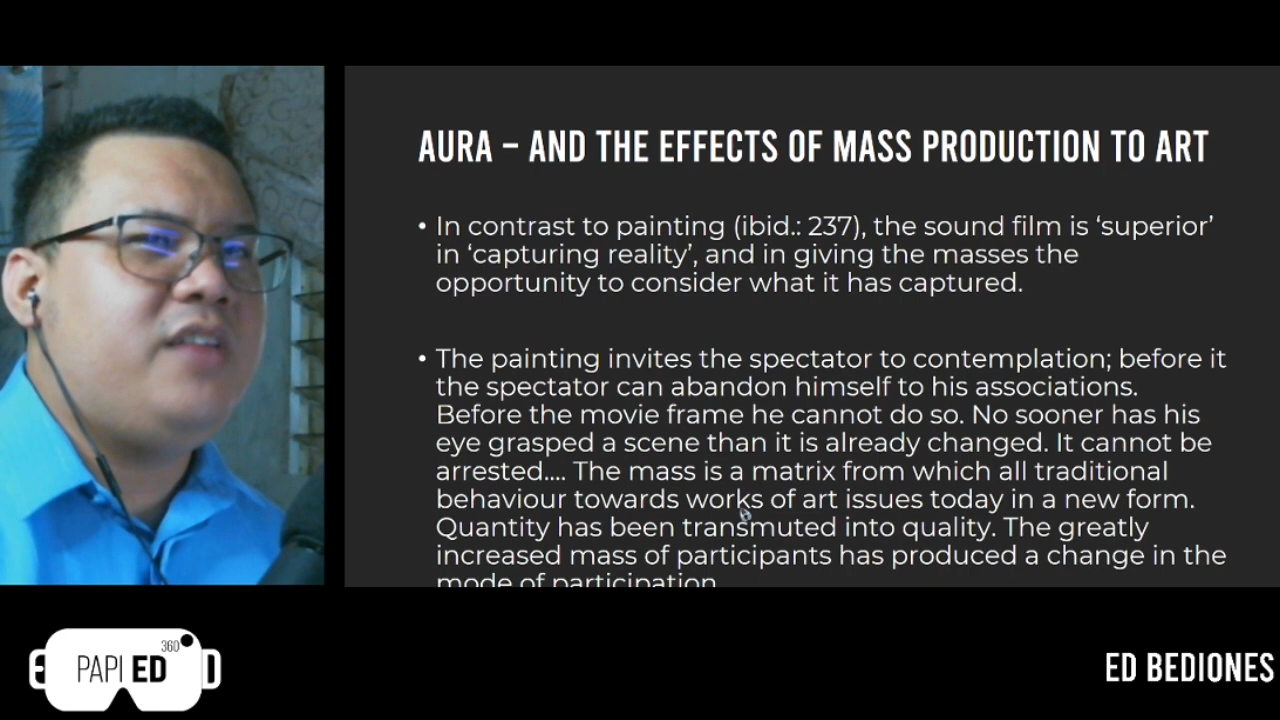 AURA – AND THE EFFECTS OF MASS PRODUCTION TO ART
• In contrast to painting (ibid.: 237), the sound film is ‘superior’
in ‘capturing reality’, and in giving the masses the
opportunity to consider what it has captured.
• The painting invites the spectator to contemplation; before it
the spectator can abandon himself to his associations.
Before the movie frame he cannot do so. No sooner has his
eye grasped a scene than it is already changed. It cannot be
arrested.... The mass is a matrix from which all traditional
behaviour towards works of art issues today in a new form.
Quantity has been transmuted into quality. The greatly
increased mass of participants has produced a change in the
mode of participation
360
PAPI ED
ED BEDIONES